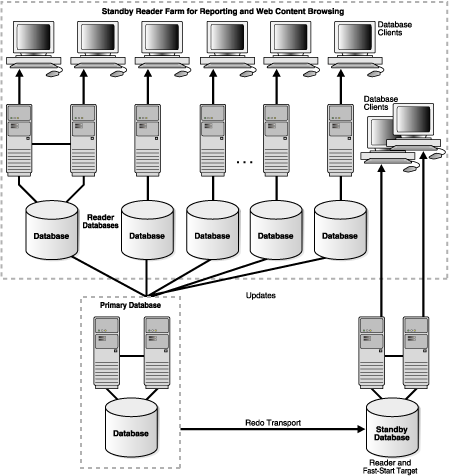 Standby Reader Farm for Reporting and Web Content Browsing
Database
Clients
Database
Clients
...
Reader
Databases
Database
Database
Database
Database
Database
Updates
Primary Database
Database
Redo Transport
Standby
Database
Reader and
Fast-Start Target